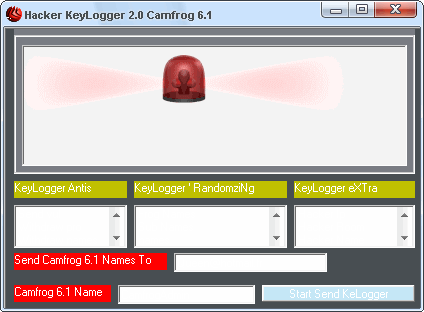 Hacker KeyLogger 2.0 Camfrog 6.1
KeyLogger Antis KeyLogger ' RandomziNg KeyLogger eXTra
Send Camfrog 6.1 Names To
Camfrog 6.1 Name Start Send KeLogger